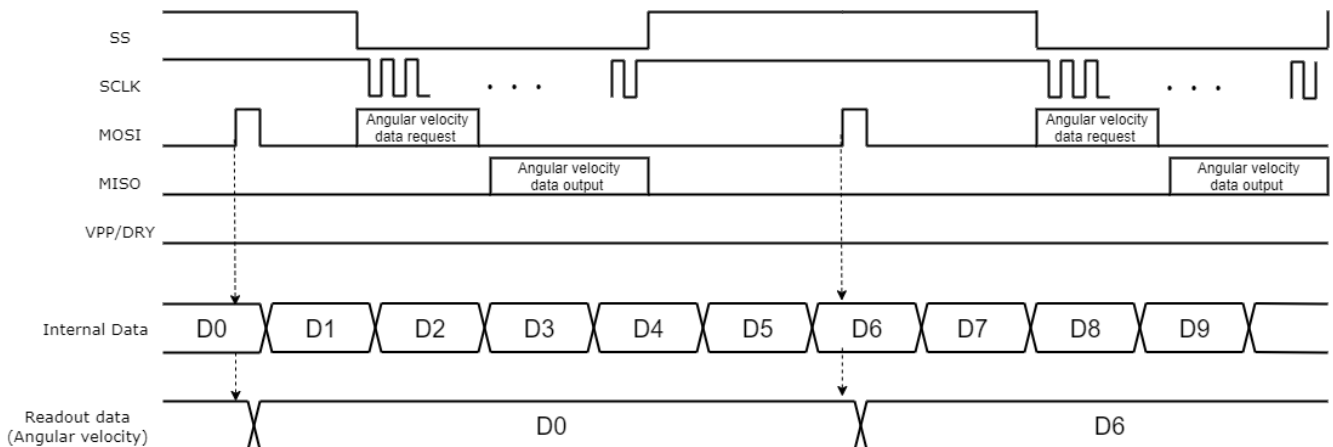 SS
SCLK
. . .
. . .
MOSI
Angular velocity
data request
Angular velocity
data request
MISO
Angular velocity
data output
Angular velocity
data output
VPP/DRY
Internal Data
D0
D1
D2
D3
D4
D5
D6
D7
D8
D9
Readout data
(Angular velocity)
D0
D6